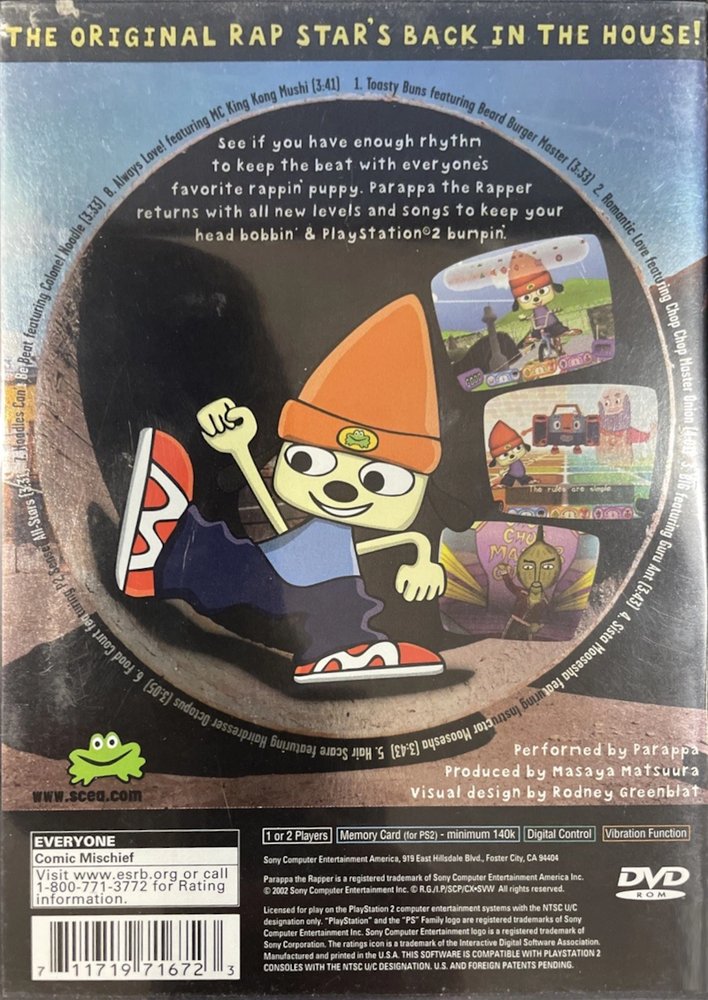 THE ORIGINAL RAP STAR'S BACK IN THE HOUSE!
1. Toasty Buns featuring Beard Burger Master (3:33)
2. Romantic Love featuring Chop Chop Master Onion
3. BIG featuring Guru Ant (3:43)
4. Sista Moosesha featuring Instructor Moosesha (3:43)
5. Hair Scare featuring Hairdresser Octopus (3:05)
6. Food Court featuring All-Stars (3:3
7. Noodles Can't Be Beat featuring Colonel Noodle (3:33)
8. Always Love! featuring MC King Kong Mushi (3:41)
See if you have enough rhythm
to keep the beat with everyone's
favorite rappin' puppy. Parappa the Rapper
returns with all new levels and songs to keep your
head bobbin' & PlayStation®2 bumpin'.
The rules are simple
CHOP
Performed by Parappa
Produced by Masaya Matsuura
Visual design by Rodney Greenblat
www.scea.com
EVERYONE
Comic Mischief
Visit www.esrb.org or call
1-800-771-3772 for Rating
information.
1 or 2 Players
Memory Card (for PS2) - minimum 140k
Digital Control
Vibration Function
Sony Computer Entertainment America, 919 East Hillsdale Blvd., Foster City, CA 94404
Parappa the Rapper is a registered trademark of Sony Computer Entertainment America Inc.
© 2002 Sony Computer Entertainment Inc. © R.G./I.P/SCP/CX•SVW All rights reserved.
Licensed for play on the PlayStation 2 computer entertainment systems with the NTSC U/C
designation only. "PlayStation" and the "PS" Family logo are registered trademarks of Sony
Computer Entertainment Inc. Sony Computer Entertainment logo is a registered trademark of
Sony Corporation. The ratings icon is a trademark of the Interactive Digital Software Association.
Manufactured and printed in the U.S.A. THIS SOFTWARE IS COMPATIBLE WITH PLAYSTATION 2
CONSOLES WITH THE NTSC U/C DESIGNATION. U.S. AND FOREIGN PATENTS PENDING.
DVD
ROM
7 11719 71672 3